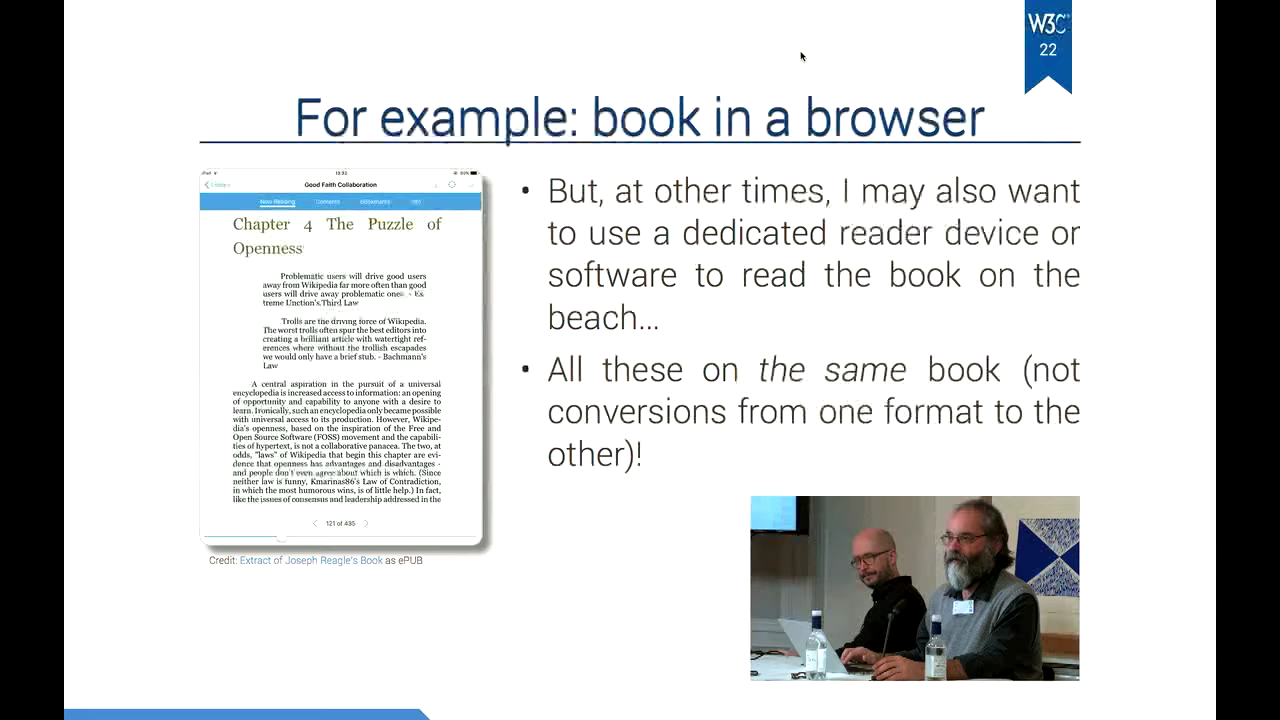 W3C
22
For example: book in a browser
iPad
13:32
Good Faith Collaboration
Now Reading Contents Bookmarks
Chapter 4 The Puzzle of
Openness
Problematic users will drive good users
away from Wikipedia far more often than good
users will drive away problematic ones. - Ex
treme Unction's Third Law
Trolls are the driving force of Wikipedia.
The worst trolls often spur the best editors into
creating a brilliant article with watertight ref-
erences where without the trollish escapades
we would only have a brief stub. - Bachmann's
Law
A central aspiration in the pursuit of a universal
encyclopedia is increased access to information: an opening
of opportunity and capability to anyone with a desire to
learn. Ironically, such an encyclopedia only became possible
with universal access to its production. However, Wikipe-
dia's openness, based on the inspiration of the Free and
Open Source Software (FOSS) movement and the capabili-
ties of hypertext, is not a collaborative panacea. The two, at
odds, "laws" of Wikipedia that begin this chapter are evi-
dence that openness has advantages and disadvantages -
and people don't even agree about which is which. (Since
neither law is funny, Kmarinas86's Law of Contradiction,
in which the most humorous wins, is of little help.) In fact,
like the issues of consensus and leadership addressed in the
121 of 435
Credit: Extract of Joseph Reagle's Book as ePUB
• But, at other times, I may also want
to use a dedicated reader device or
software to read the book on the
beach...
• All these on the same book (not
conversions from one format to the
other)!